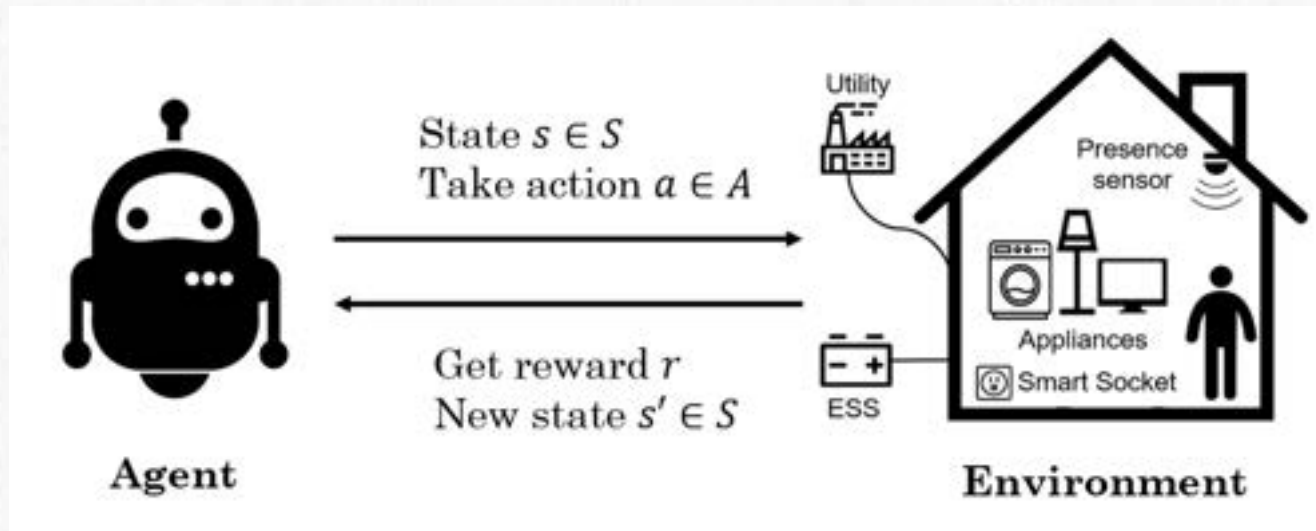 State s ∈ S
Take action a ∈ A
Get reward r
New state s′ ∈ S
Agent
Utility
ESS
Presence
sensor
Appliances
Smart Socket
Environment